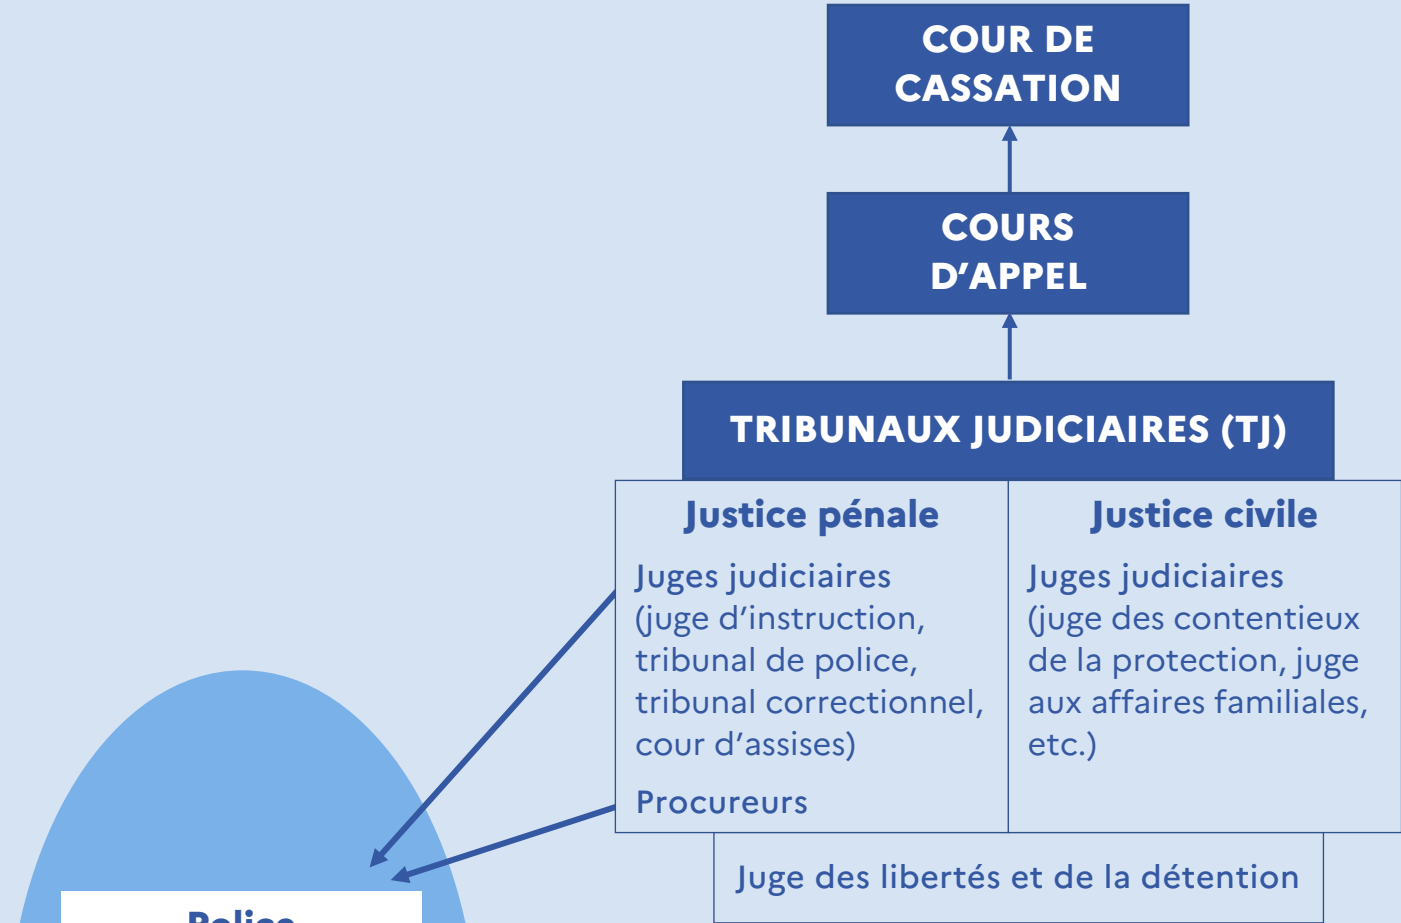 COUR DE
CASSATION
COURS
D’APPEL
TRIBUNAUX JUDICIAIRES (TJ)
Justice pénale
Juges judiciaires
(juge d’instruction,
tribunal de police,
tribunal correctionnel,
cour d’assises)
Procureurs
Justice civile
Juges judiciaires
(juge des contentieux
de la protection, juge
aux affaires familiales,
etc.)
Juge des libertés et de la détention
Police